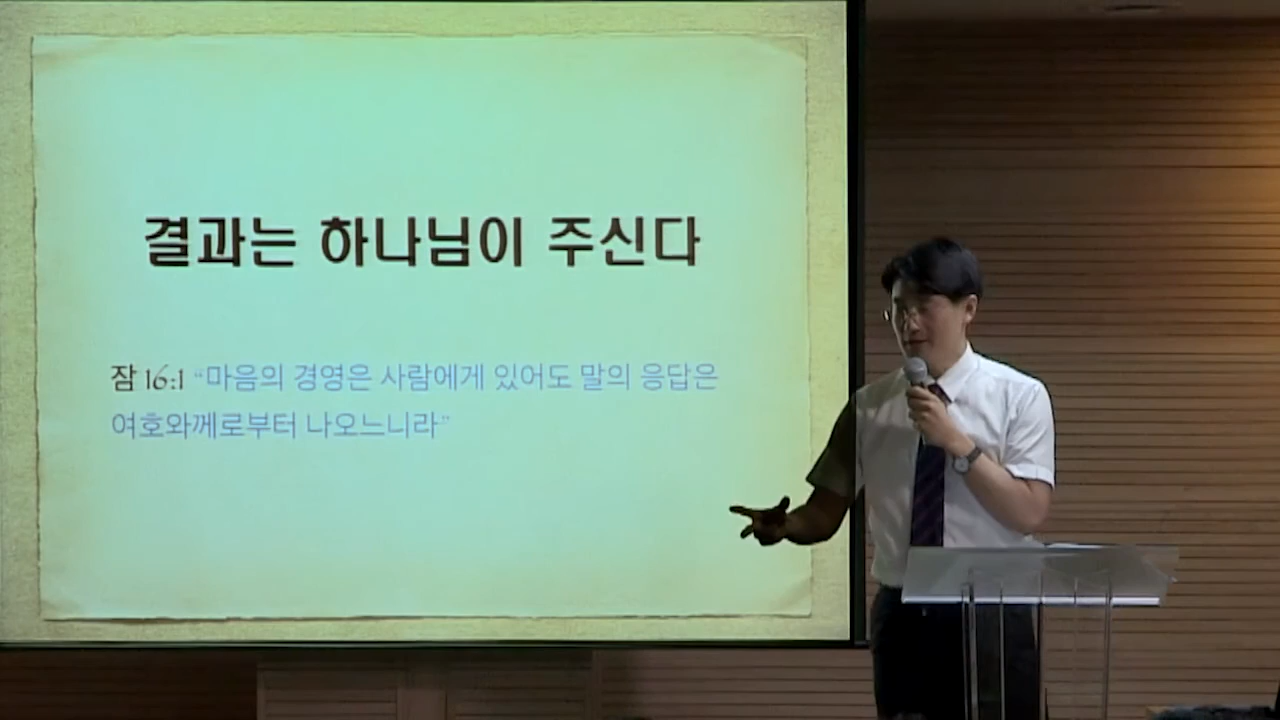 결과는 하나님이 주신다
잠 16:1 “마음의 경영은 사람에게 있어도 말의 응답은
여호와께로부터 나오느니라”